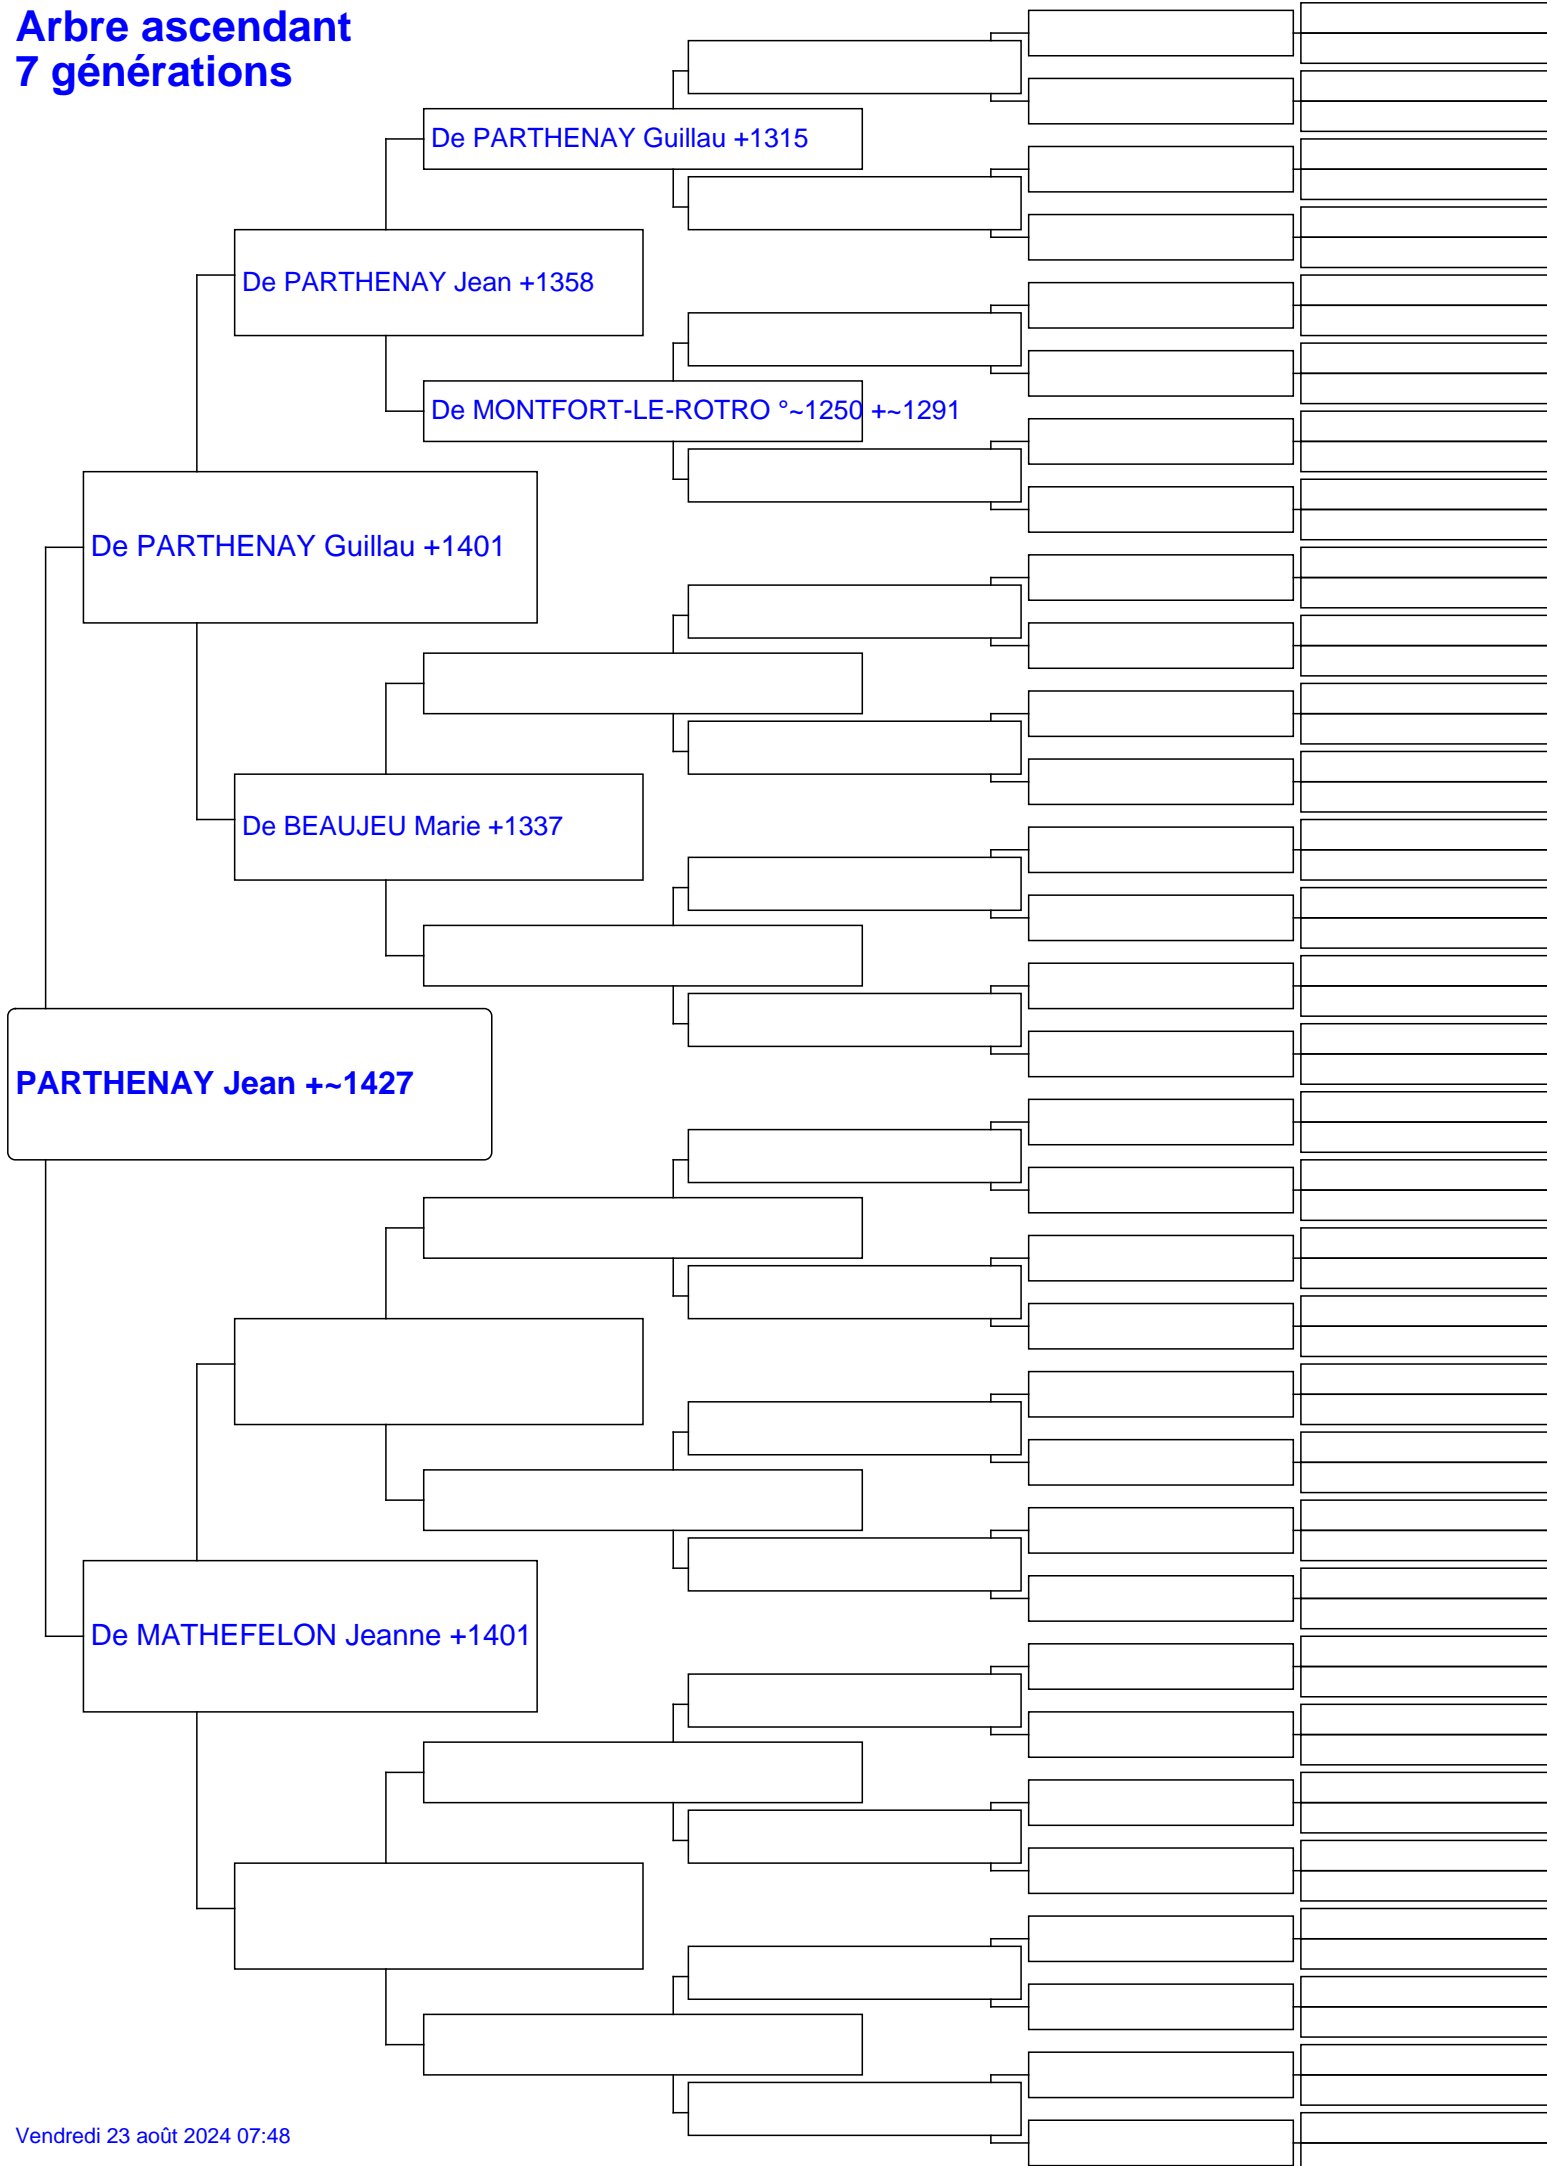 Arbre ascendant
7 générations
De PARTHENAY Guillau +1315
De PARTHENAY Jean +1358
De MONTFORT-LE-ROTRO °~1250 +~1291
De PARTHENAY Guillau +1401
De BEAUJEU Marie +1337
PARTHENAY Jean +~1427
De MATHEFELON Jeanne +1401
Vendredi 23 août 2024 07:48